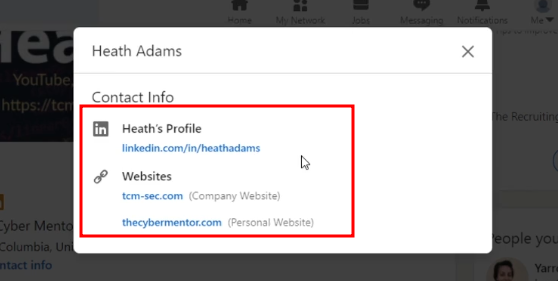 Home My Network Jobs Messaging Notifications Me
YouTube
https://tcm
Heath Adams
Contact Info
in Heath's Profile
linkedin.com/in/heathadams
Websites
tcm-sec.com (Company Website)
thecybermentor.com (Personal Website)
The Recruiting
Cyber Mento
Columbia, Uni
ntact info
eople you
Yarr